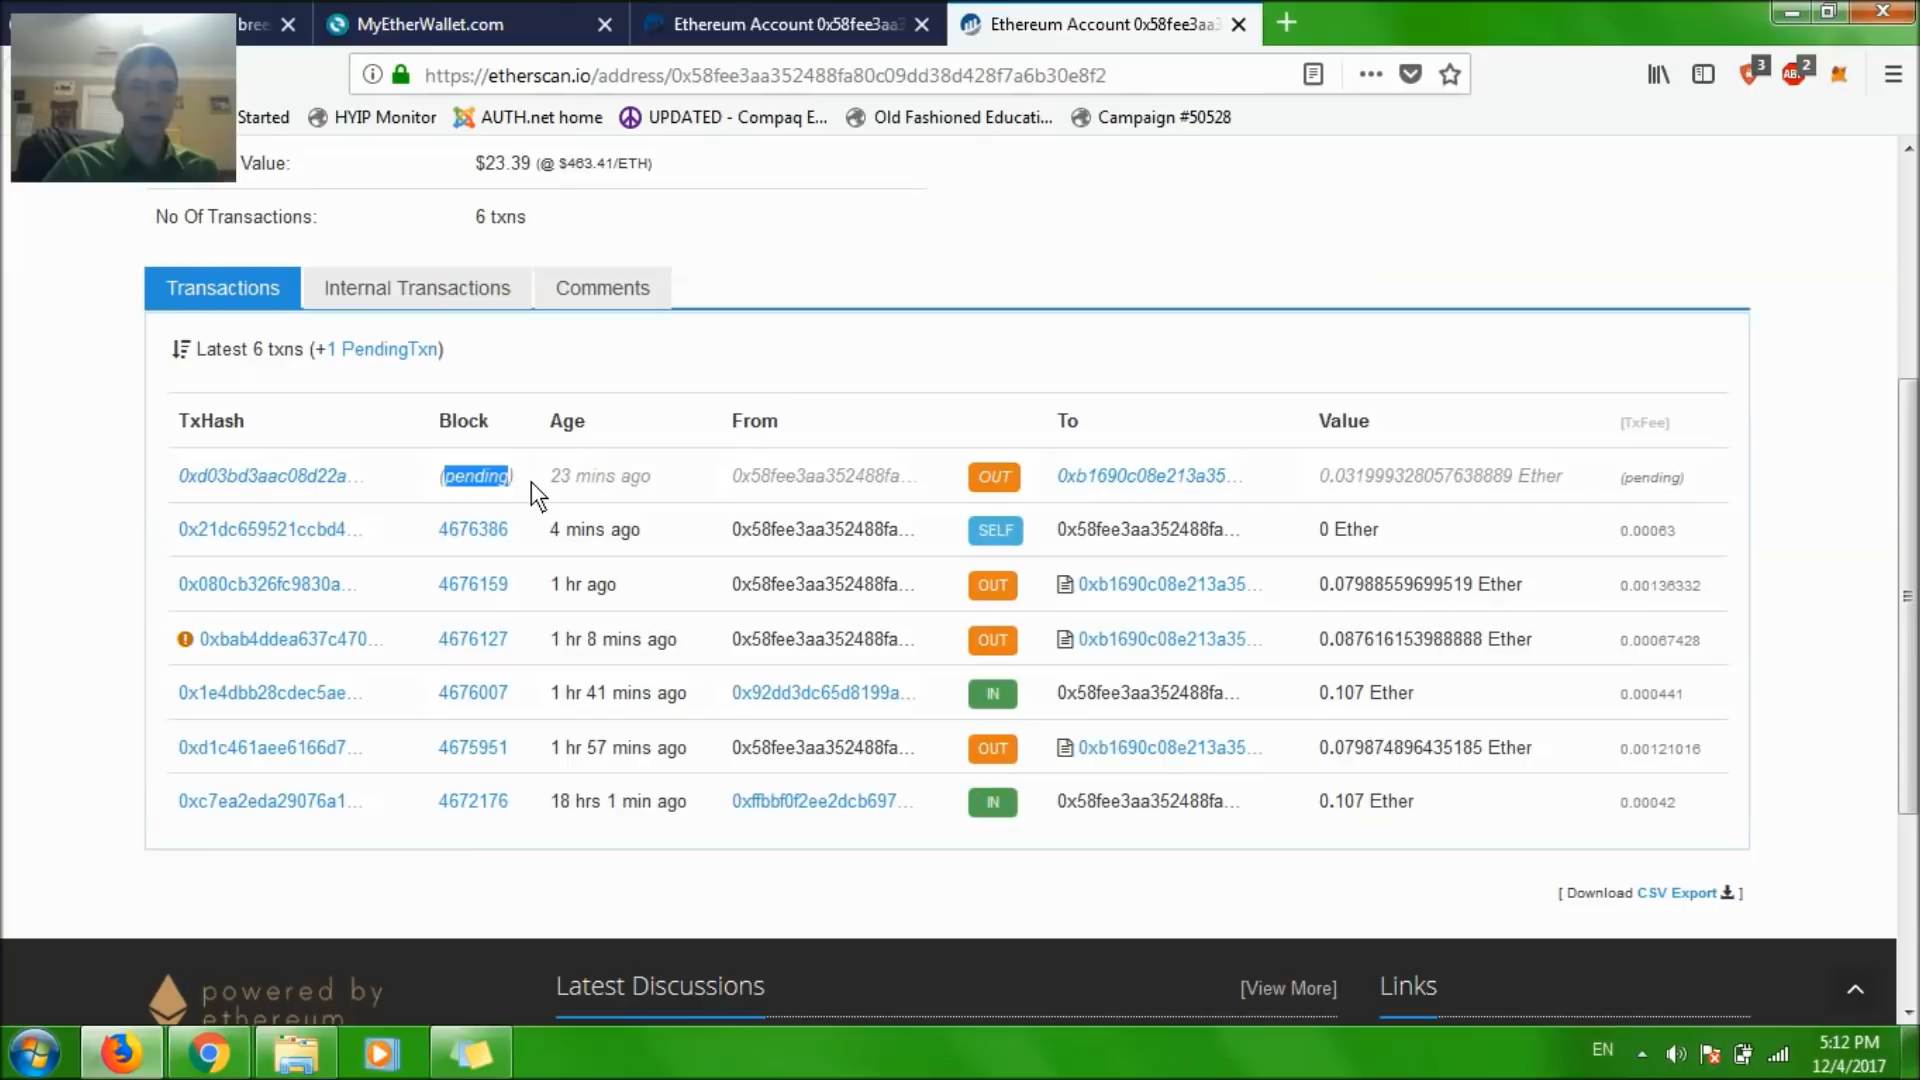 bree
MyEtherWallet.com
Ethereum Account 0x58fee3aa3
Ethereum Account 0x58fee3aa3
https://etherscan.io/address/0x58fee3aa352488fa80c09dd38d428f7a6b30e8f2
3
ABP 2
Started HYIP Monitor AUTH.net home UPDATED - Compaq E... Old Fashioned Educati... Campaign #50528
Value: $23.39 (@ $463.41/ETH)
No Of Transactions: 6 txns
Transactions Internal Transactions Comments
Latest 6 txns (+1 PendingTxn)
TxHash Block Age From To Value [TxFee]
0xd03bd3aac08d22a... (pending) 23 mins ago 0x58fee3aa352488fa... OUT 0xb1690c08e213a35... 0.031999328057638889 Ether (pending)
0x21dc659521ccbd4... 4676386 4 mins ago 0x58fee3aa352488fa... SELF 0x58fee3aa352488fa... 0 Ether 0.00063
0x080cb326fc9830a... 4676159 1 hr ago 0x58fee3aa352488fa... OUT 0xb1690c08e213a35... 0.07988559699519 Ether 0.00136332
0xbab4ddea637c470... 4676127 1 hr 8 mins ago 0x58fee3aa352488fa... OUT 0xb1690c08e213a35... 0.087616153988888 Ether 0.00067428
0x1e4dbb28cdec5ae... 4676007 1 hr 41 mins ago 0x92dd3dc65d8199a... IN 0x58fee3aa352488fa... 0.107 Ether 0.000441
0xd1c461aee6166d7... 4675951 1 hr 57 mins ago 0x58fee3aa352488fa... OUT 0xb1690c08e213a35... 0.079874896435185 Ether 0.00121016
0xc7ea2eda29076a1... 4672176 18 hrs 1 min ago 0xffbbf0f2ee2dcb697... IN 0x58fee3aa352488fa... 0.107 Ether 0.00042
[ Download CSV Export ]
powered by
ethereum
Latest Discussions [View More] Links
EN
5:12 PM
12/4/2017